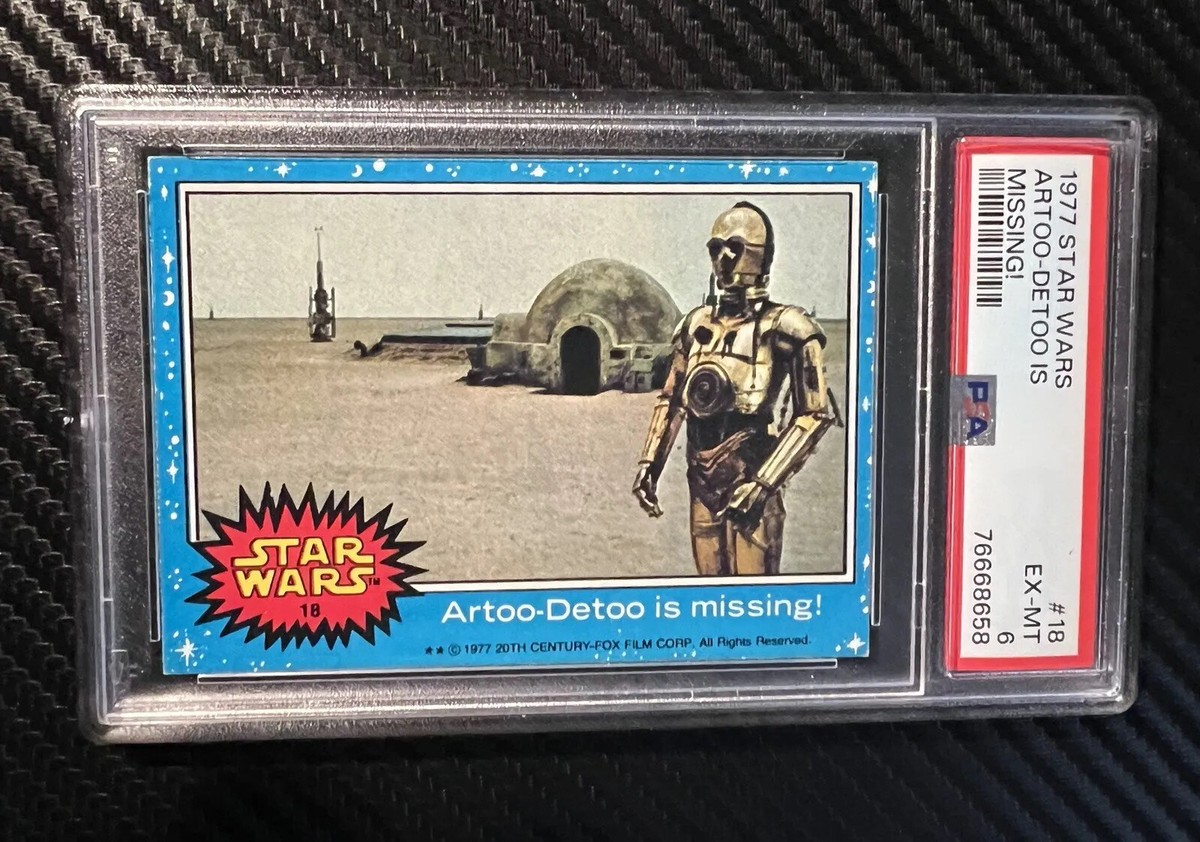 STAR
WARS™
18
Artoo-Detoo is missing!
★★ © 1977 20TH CENTURY-FOX FILM CORP. All Rights Reserved.
1977 STAR WARS #18
ARTOO-DETOO IS EX-MT
MISSING! 6
PSA 76668658